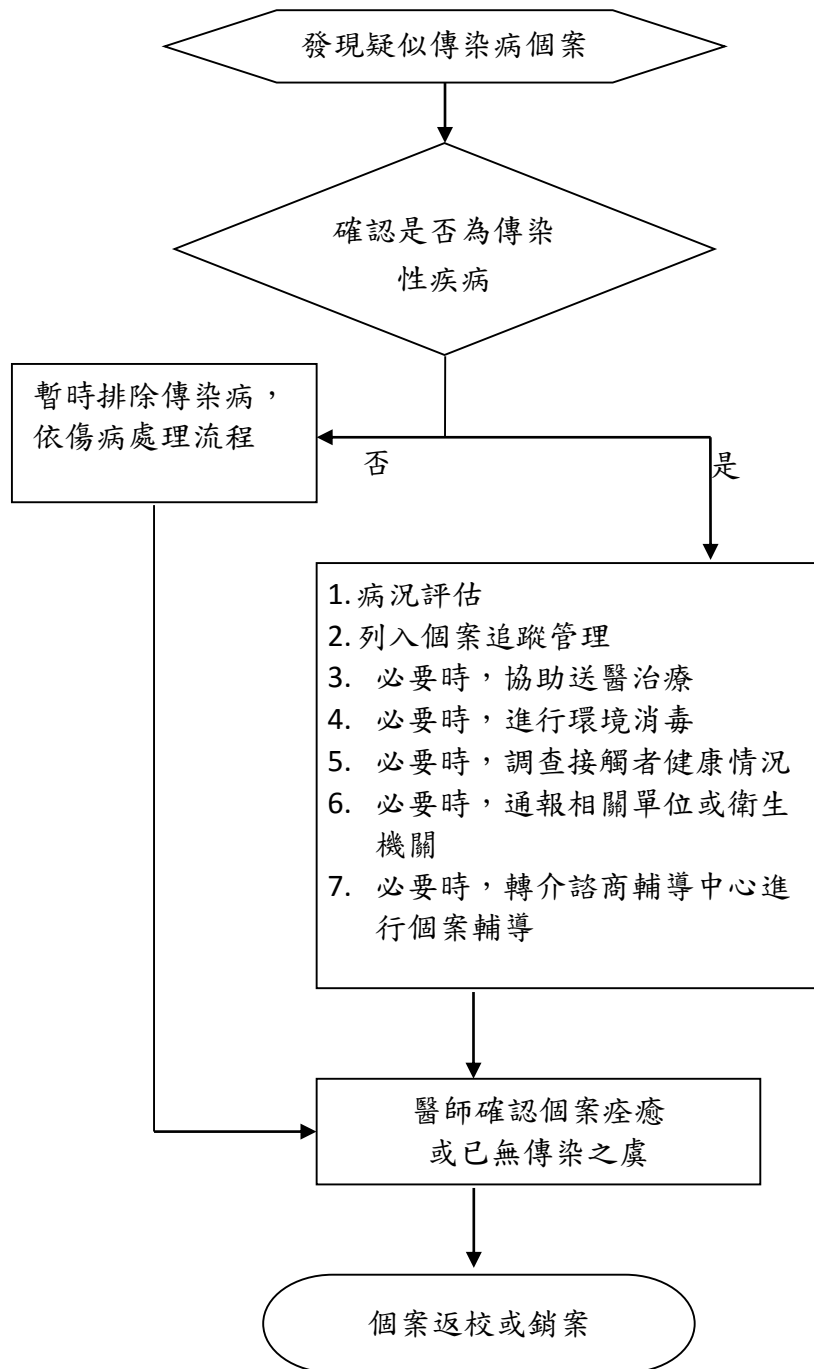 發現疑似傳染病個案
確認是否為傳染
性疾病
暫時排除傳染病，
依傷病處理流程
否
是
1. 病況評估
2. 列入個案追蹤管理
3. 必要時，協助送醫治療
4. 必要時，進行環境消毒
5. 必要時，調查接觸者健康情況
6. 必要時，通報相關單位或衛生
機關
7. 必要時，轉介諮商輔導中心進
行個案輔導
醫師確認個案痊癒
或已無傳染之虞
個案返校或銷案